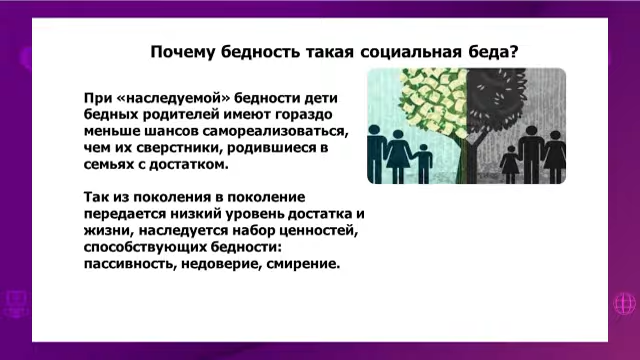 Почему бедность такая социальная беда?
При «наследуемой» бедности дети
бедных родителей имеют гораздо
меньше шансов самореализоваться,
чем их сверстники, родившиеся в
семьях с достатком.
Так из поколения в поколение
передается низкий уровень достатка и
жизни, наследуется набор ценностей,
способствующих бедности:
пассивность, недоверие, смирение.